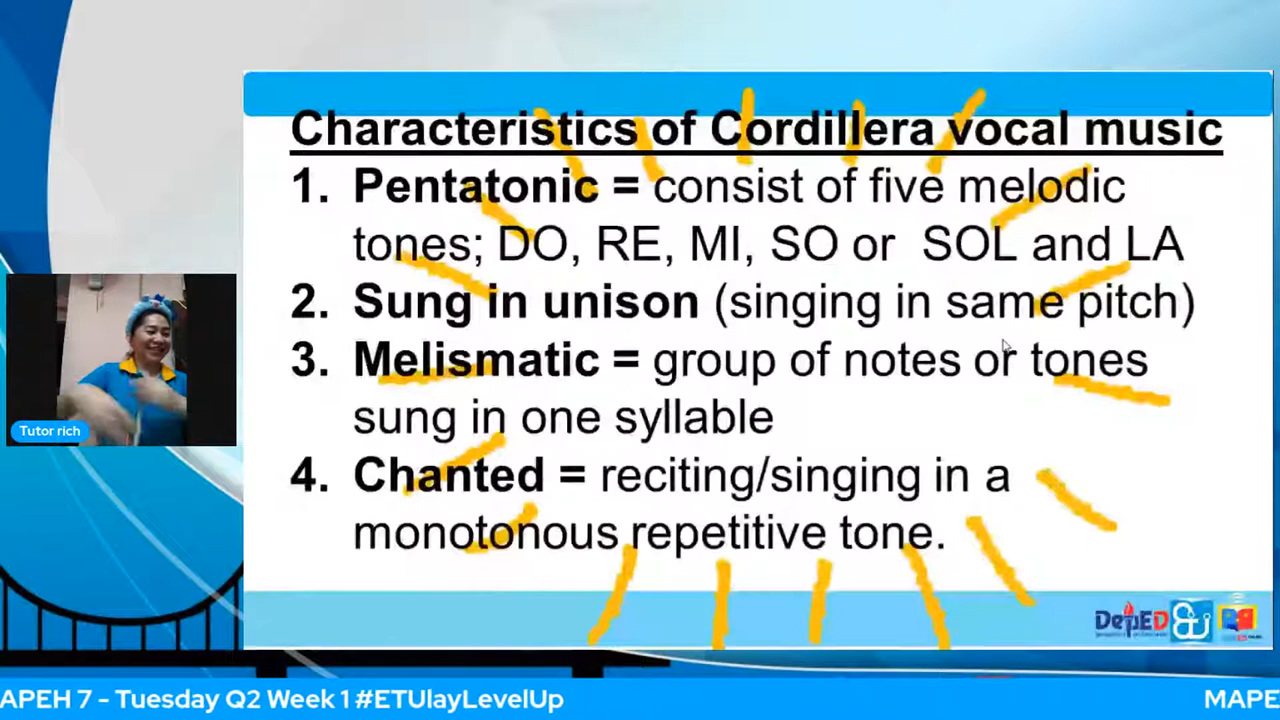 Characteristics of Cordillera vocal music
1. Pentatonic = consist of five melodic
tones; DO, RE, MI, SO or SOL and LA
2. Sung in unison (singing in same pitch)
3. Melismatic = group of notes or tones
sung in one syllable
4. Chanted = reciting/singing in a
monotonous repetitive tone.
Tutor rich
DepED
APEH 7 - Tuesday Q2 Week 1 #ETUlayLevelUp
MAPE